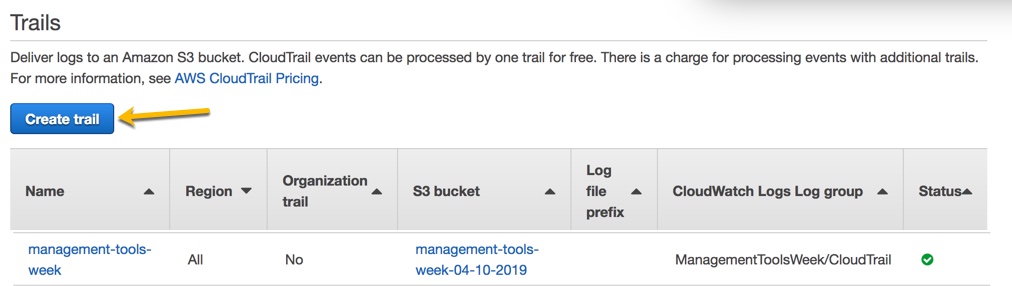 Trails
Deliver logs to an Amazon S3 bucket. CloudTrail events can be processed by one trail for free. There is a charge for processing events with additional trails.
For more information, see AWS CloudTrail Pricing.
Create trail
Name
Region
Organization
trail
S3 bucket
Log
file
prefix
CloudWatch Logs Log group
Status
management-tools-
week
All
No
management-tools-
week-04-10-2019
ManagementToolsWeek/CloudTrail